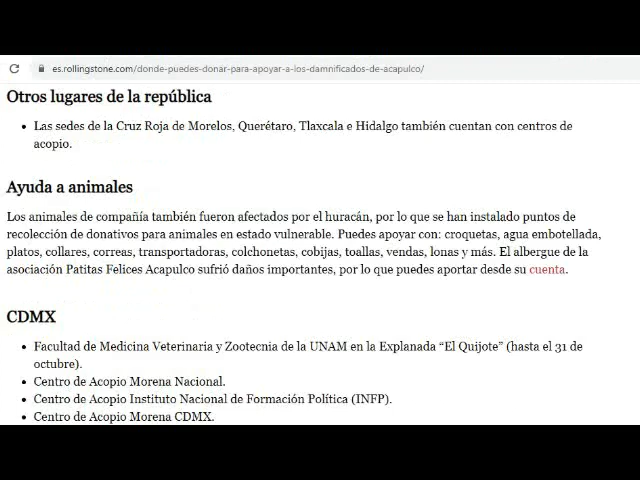 es.rollingstone.com/donde-puedes-donar-para-apoyar-a-los-damnificados-de-acapulco/
Otros lugares de la república
• Las sedes de la Cruz Roja de Morelos, Querétaro, Tlaxcala e Hidalgo también cuentan con centros de
acopio.
Ayuda a animales
Los animales de compañía también fueron afectados por el huracán, por lo que se han instalado puntos de
recolección de donativos para animales en estado vulnerable. Puedes apoyar con: croquetas, agua embotellada,
platos, collares, correas, transportadoras, colchonetas, cobijas, toallas, vendas, lonas y más. El albergue de la
asociación Patitas Felices Acapulco sufrió daños importantes, por lo que puedes aportar desde su cuenta.
CDMX
• Facultad de Medicina Veterinaria y Zootecnia de la UNAM en la Explanada “El Quijote” (hasta el 31 de
octubre).
• Centro de Acopio Morena Nacional.
• Centro de Acopio Instituto Nacional de Formación Política (INFP).
• Centro de Acopio Morena CDMX.